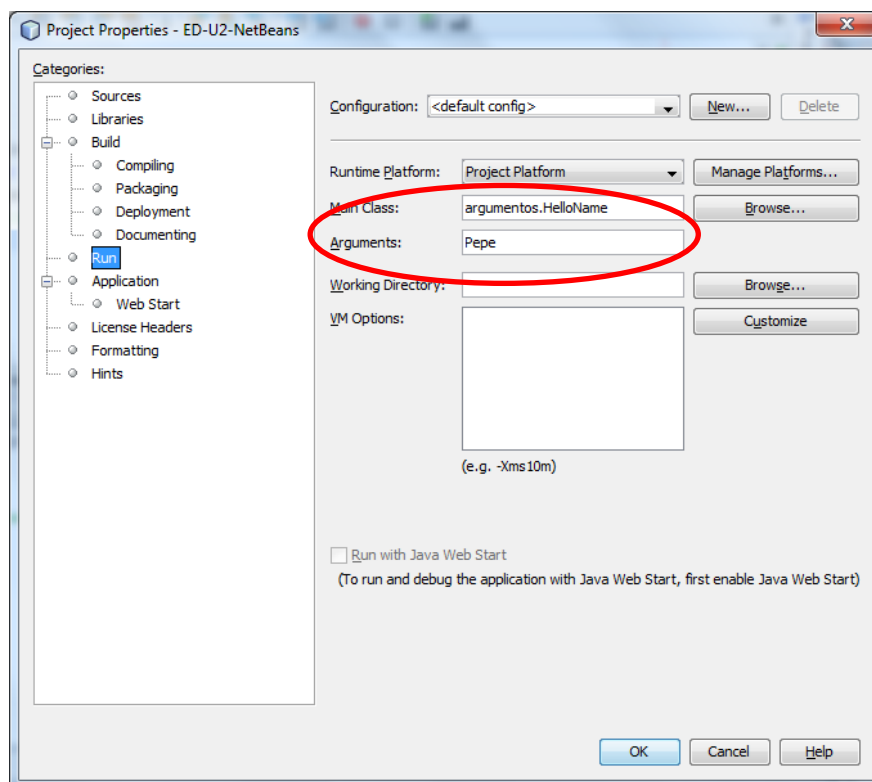 Project Properties - ED-U2-NetBeans
Categories:
Sources
Libraries
Build
Compiling
Packaging
Deployment
Documenting
Run
Application
Web Start
License Headers
Formatting
Hints
Configuration: <default config> New... Delete
Runtime Platform: Project Platform Manage Platforms...
Main Class: argumentos.HelloName Browse...
Arguments: Pepe
Working Directory: Browse...
VM Options: Customize
(e.g. -Xms10m)
Run with Java Web Start
(To run and debug the application with Java Web Start, first enable Java Web Start)
OK Cancel Help